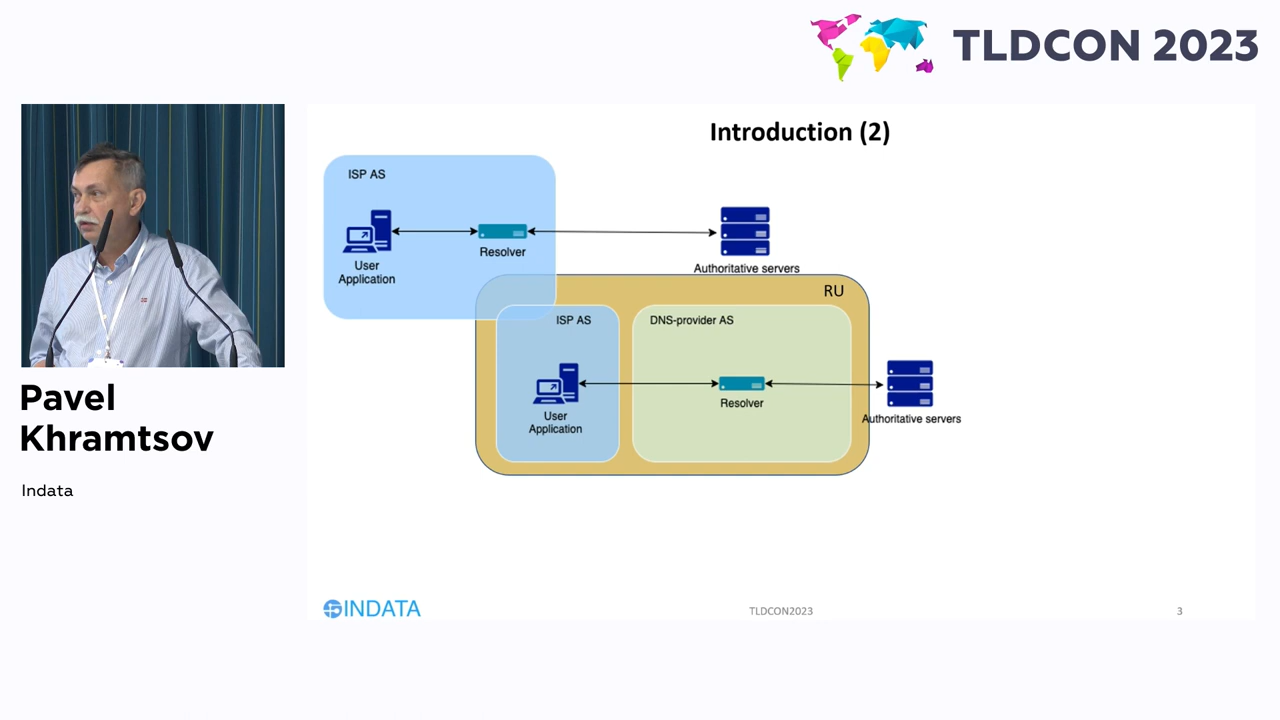 TLDCON 2023
Introduction (2)
ISP AS
User
Application
Resolver
Authoritative servers
RU
ISP AS
DNS-provider AS
User
Application
Resolver
Authoritative servers
Pavel
Khramtsov
Indata
INDATA
TLDCON2023
3